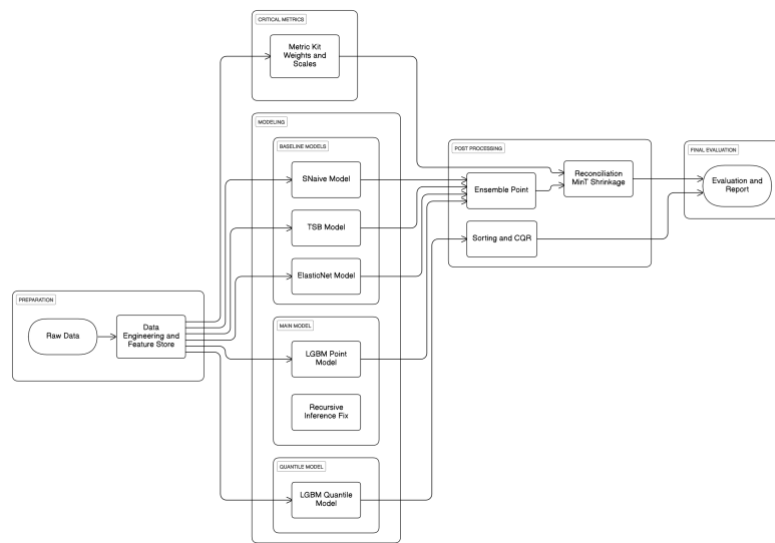 CRITICAL METRICS
Metric Kit
Weights and
Scales
MODELING
BASELINE MODELS
SNaive Model
TSB Model
ElasticNet Model
POST PROCESSING
Ensemble Point
Reconciliation
MinT Shrinkage
Sorting and CQR
FINAL EVALUATION
Evaluation and
Report
PREPARATION
Raw Data
Data
Engineering and
Feature Store
MAIN MODEL
LGBM Point
Model
Recursive
Inference Fix
QUANTILE MODEL
LGBM Quantile
Model